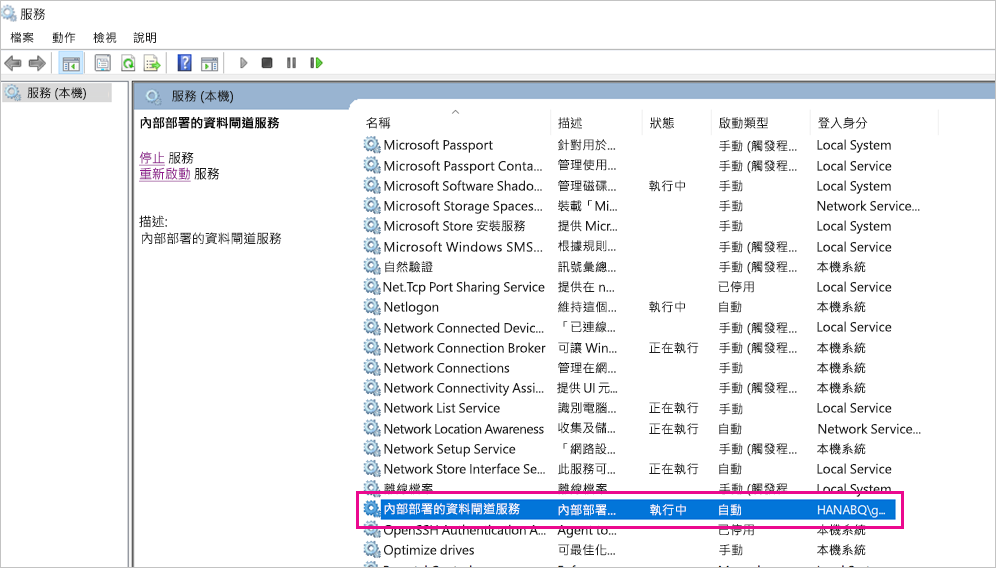 服務
檔案 動作 檢視 說明
服務 (本機)
服務 (本機)
內部部署的資料閘道服務
停止 服務
重新啟動 服務
描述:
內部部署的資料閘道服務
名稱 描述 狀態 啟動類型 登入身分
Microsoft Passport 針對用於... 手動 (觸發程... Local System
Microsoft Passport Conta... 管理使用... 手動 (觸發程... Local Service
Microsoft Software Shado... 管理磁碟... 執行中 手動 Local System
Microsoft Storage Spaces... 裝載「Mi... 手動 Network Service...
Microsoft Store 安裝服務 提供 Micr... 手動 Local System
Microsoft Windows SMS... 根據規則... 手動 (觸發程... Local Service
自然驗證 訊號彙總... 手動 (觸發程... 本機系統
Net.Tcp Port Sharing Service 提供在 n... 已停用 Local Service
Netlogon 維持這個... 執行中 自動 本機系統
Network Connected Devic... 「已連線... 手動 (觸發程... Local Service
Network Connection Broker 可讓 Win... 正在執行 手動 (觸發程... 本機系統
Network Connections 管理在網... 手動 本機系統
Network Connectivity Assi... 提供 UI 元... 手動 (觸發程... 本機系統
Network List Service 識別電腦... 正在執行 手動 Local Service
Network Location Awareness 收集及儲... 正在執行 自動 Network Service...
Network Setup Service 「網路設... 手動 (觸發程... 本機系統
Network Store Interface Se... 此服務可... 正在執行 自動 Local Service
離線檔案 離線檔案 手動 (觸發程 Local System
內部部署的資料閘道服務 內部部署... 執行中 自動 HANABQ\g...
OpenSSH Authentication A... Agent to... 已停用 本機系統
Optimize drives 可最佳化... 手動 本機系統